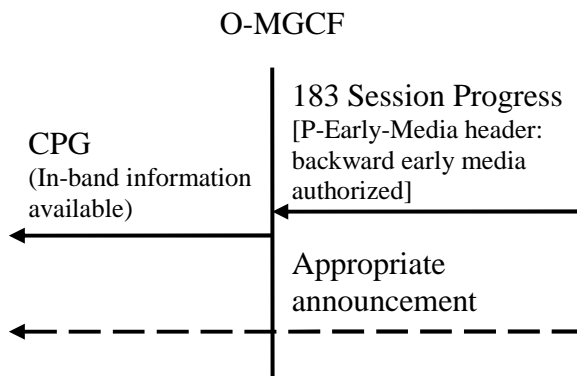 O-MGCF
183 Session Progress
[P-Early-Media header:
backward early media
authorized]
CPG
(In-band information
available)
Appropriate
announcement